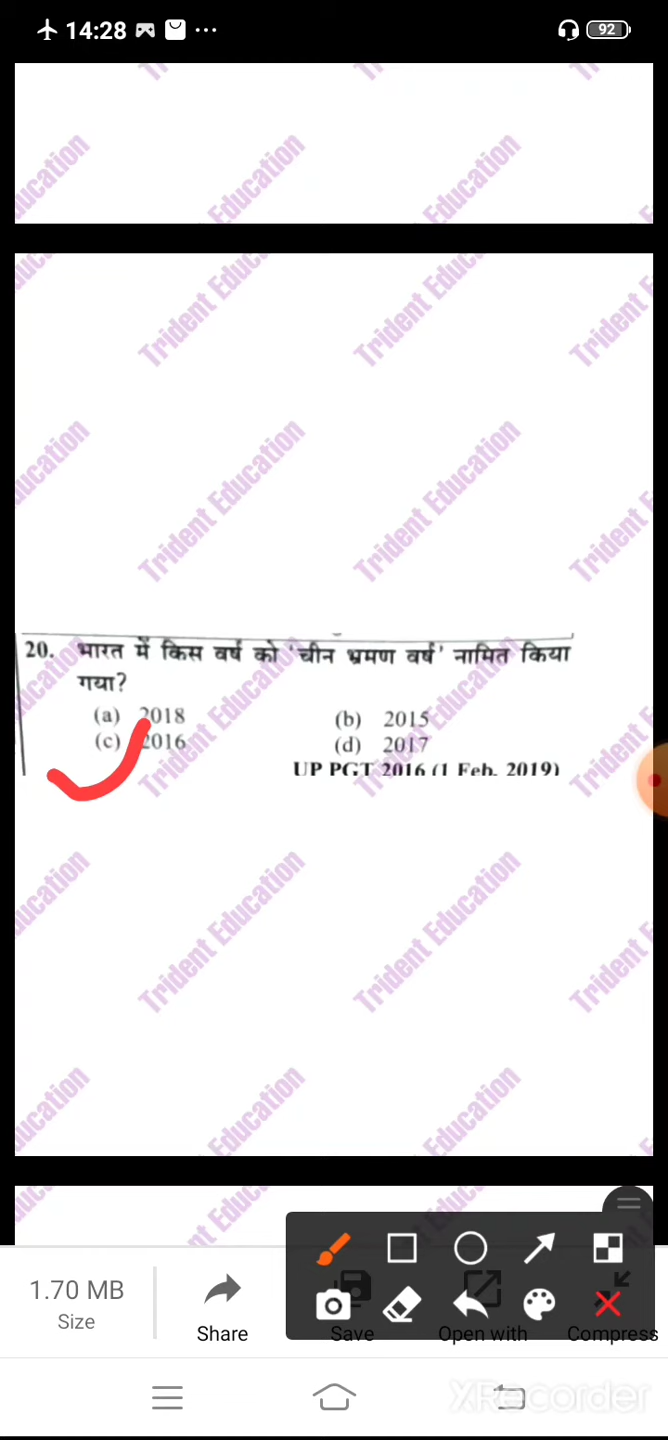 14:28
92
Trident Education
20. भारत में किस वर्ष को 'चीन भ्रमण वर्ष' नामित किया
गया?
(a) 2018 (b) 2015
(c) 2016 (d) 2017
UP PGT 2016 (1 Feb. 2019)
1.70 MB
Size
Share
Save
Open with
Compress
XRecorder